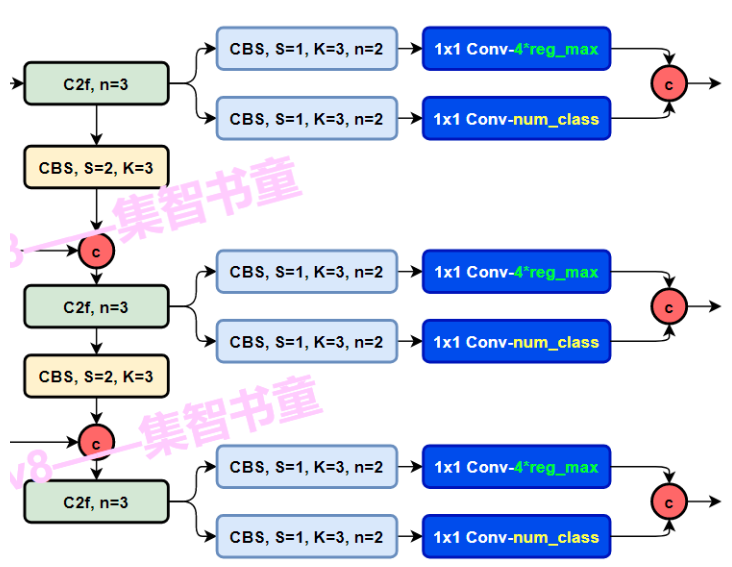 CBS, S=1, K=3, n=2
1x1 Conv-4*reg_max
C2f, n=3
c
CBS, S=1, K=3, n=2
1x1 Conv-num_class
CBS, S=2, K=3
——集智书童
c
CBS, S=1, K=3, n=2
1x1 Conv-4*reg_max
C2f, n=3
c
CBS, S=1, K=3, n=2
1x1 Conv-num_class
CBS, S=2, K=3
v8——集智书童
c
CBS, S=1, K=3, n=2
1x1 Conv-4*reg_max
C2f, n=3
c
CBS, S=1, K=3, n=2
1x1 Conv-num_class